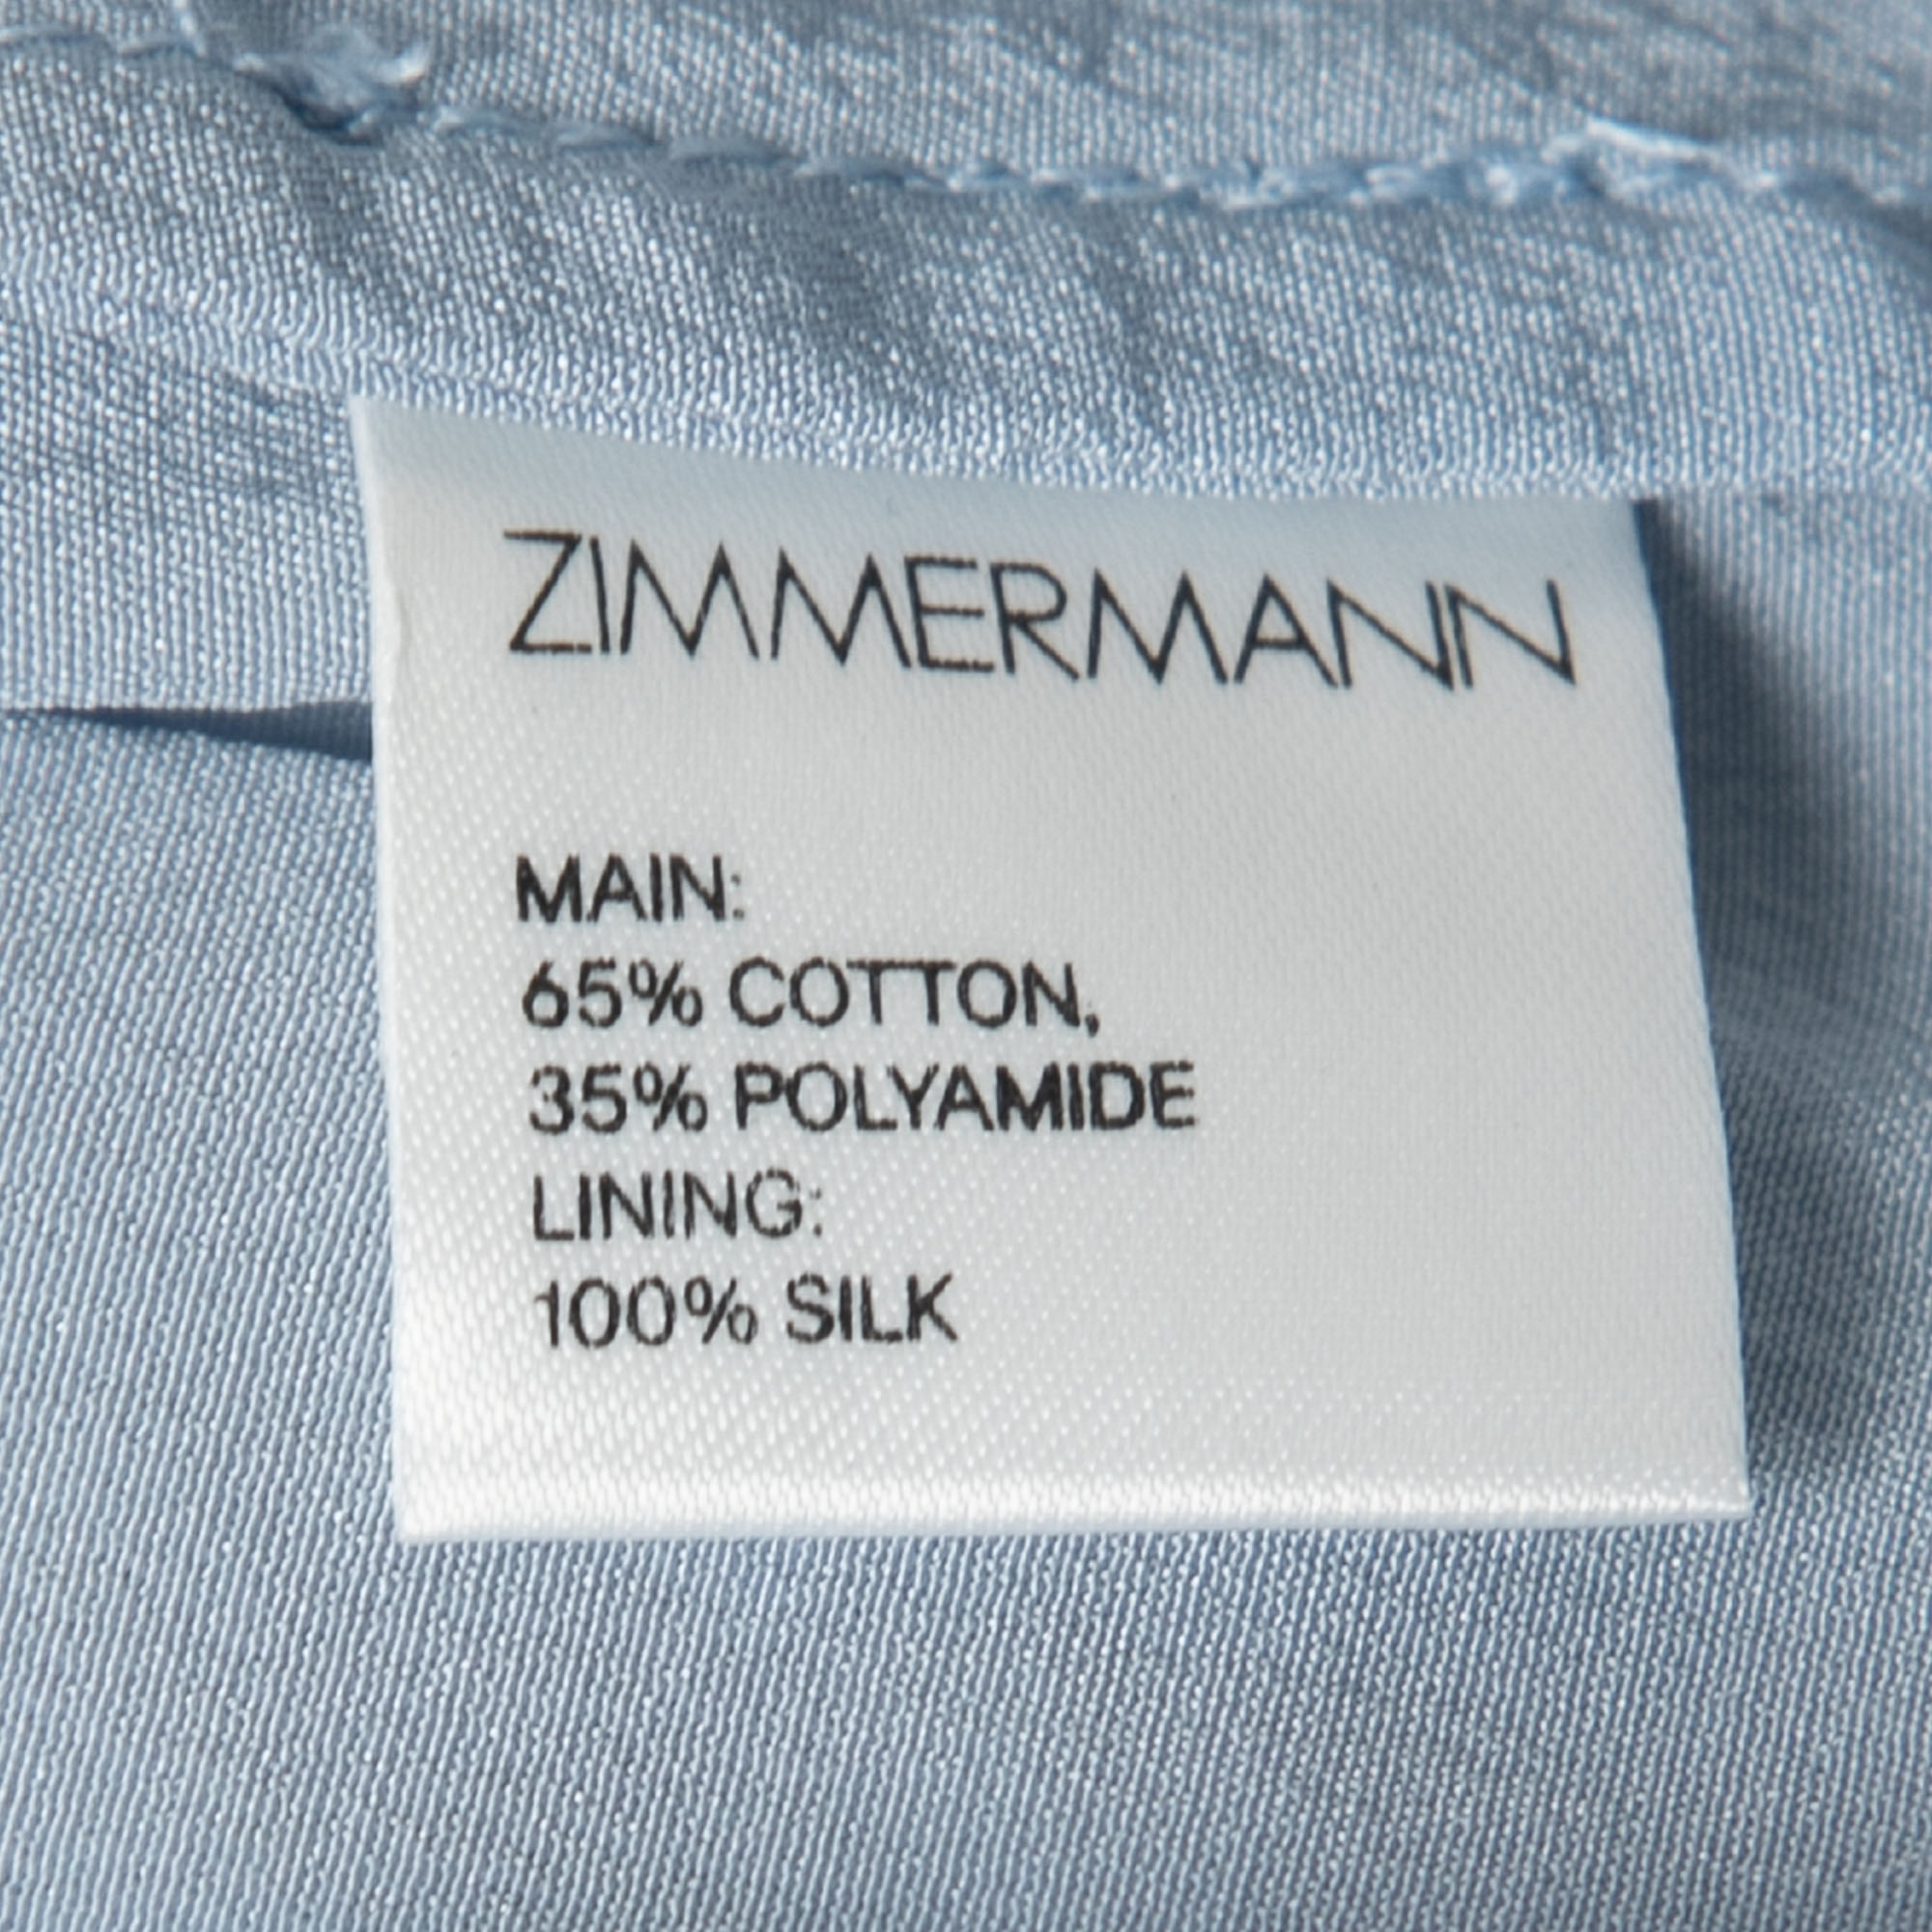 ZIMMERMANN
MAIN:
65% COTTON,
35% POLYAMIDE
LINING:
100% SILK